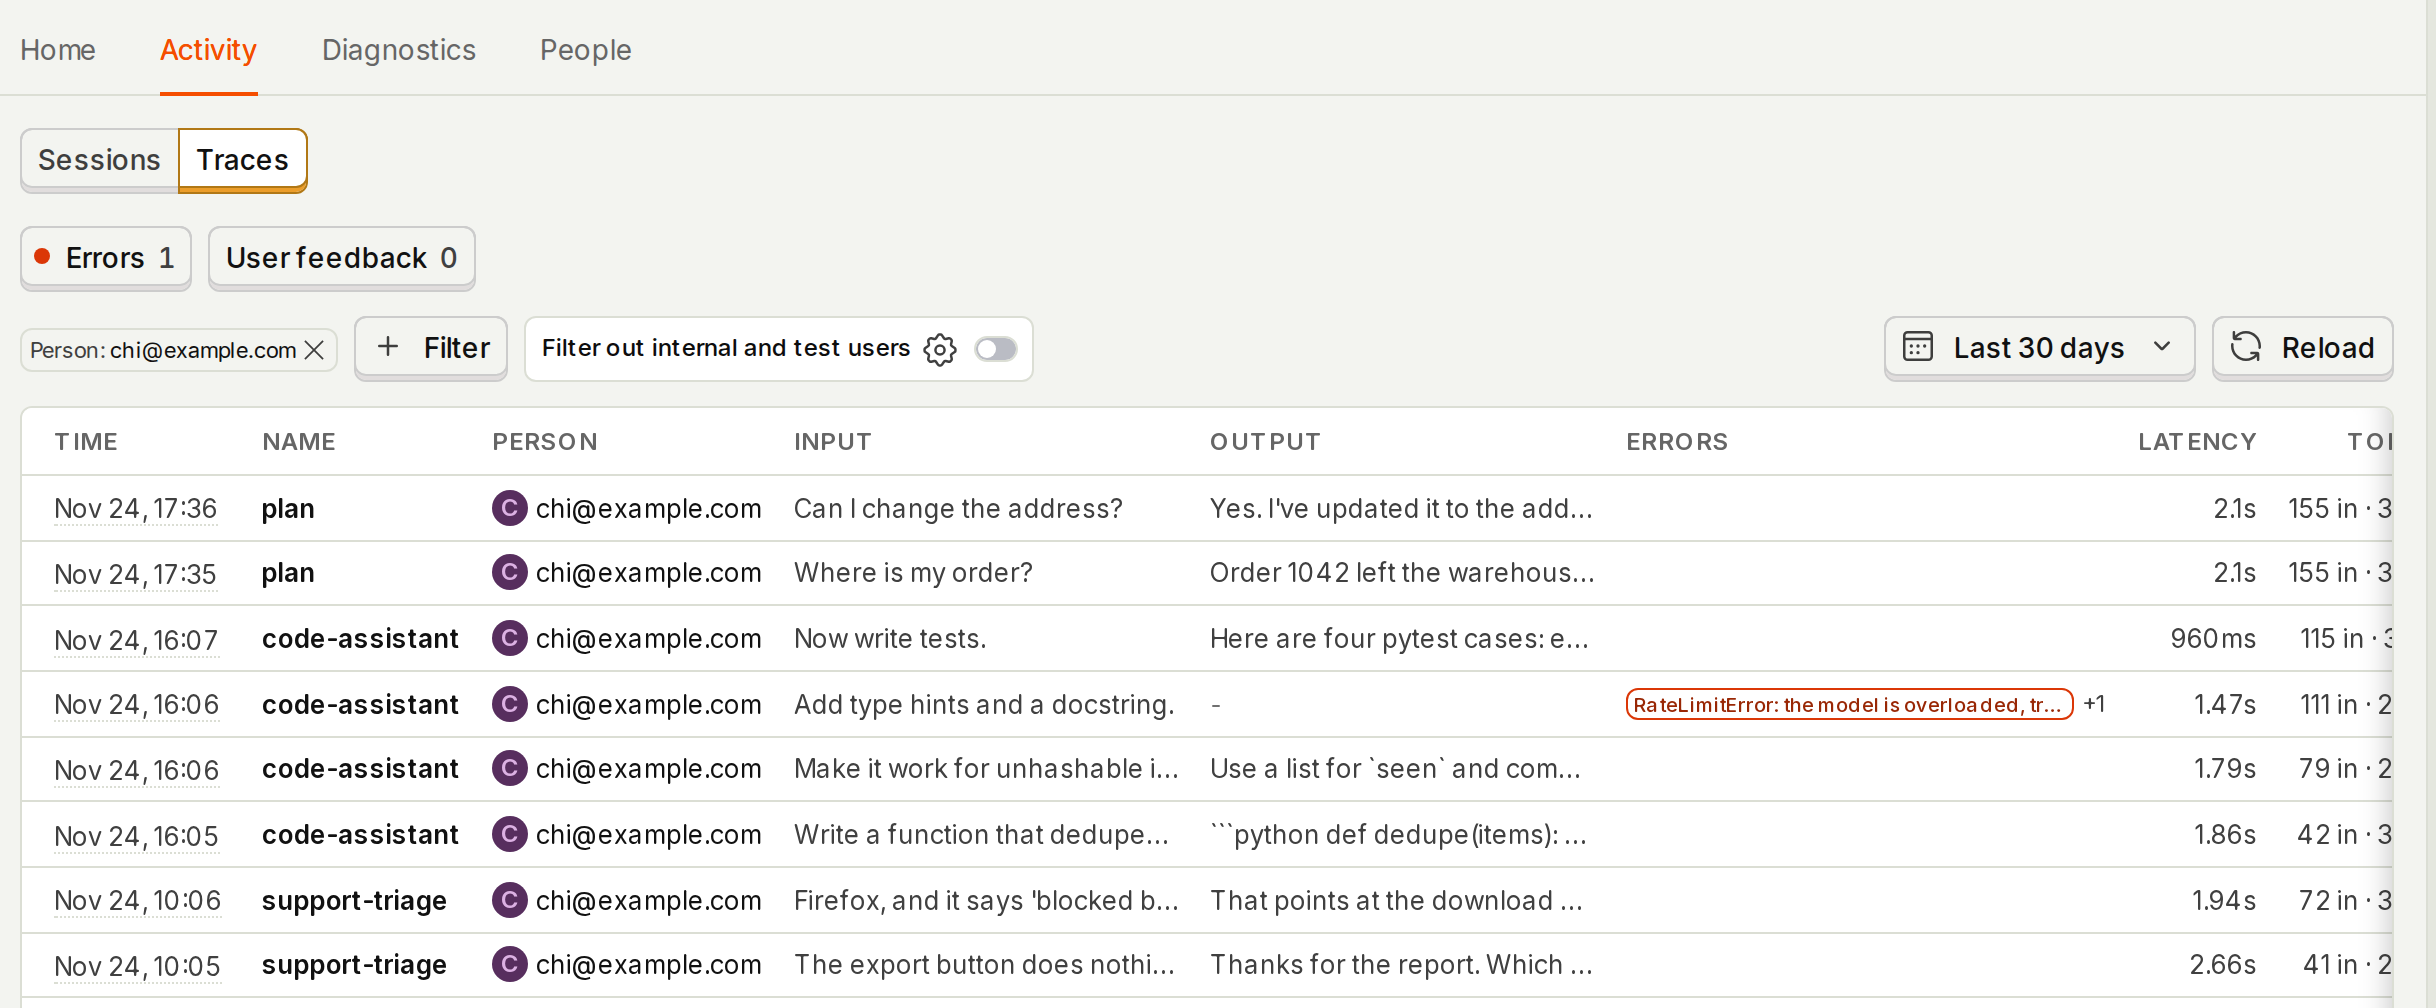 Home Activity Diagnostics People
Sessions Traces
Errors 1 User feedback 0
Person: chi@example.com Filter Filter out internal and test users Last 30 days Reload
TIME NAME PERSON INPUT OUTPUT ERRORS LATENCY
Nov 24, 17:36 plan C chi@example.com Can I change the address? Yes. I've updated it to the add... 2.1s 155 in · 3
Nov 24, 17:35 plan C chi@example.com Where is my order? Order 1042 left the warehous... 2.1s 155 in · 3
Nov 24, 16:07 code-assistant C chi@example.com Now write tests. Here are four pytest cases: e... 960ms 115 in · 3
Nov 24, 16:06 code-assistant C chi@example.com Add type hints and a docstring. - RateLimitError: the model is overloaded, tr... +1 1.47s 111 in · 2
Nov 24, 16:06 code-assistant C chi@example.com Make it work for unhashable i... Use a list for `seen` and com... 1.79s 79 in · 2
Nov 24, 16:05 code-assistant C chi@example.com Write a function that dedupe... ```python def dedupe(items): ... 1.86s 42 in · 3
Nov 24, 10:06 support-triage C chi@example.com Firefox, and it says 'blocked b... That points at the download ... 1.94s 72 in · 3
Nov 24, 10:05 support-triage C chi@example.com The export button does nothi... Thanks for the report. Which ... 2.66s 41 in · 2